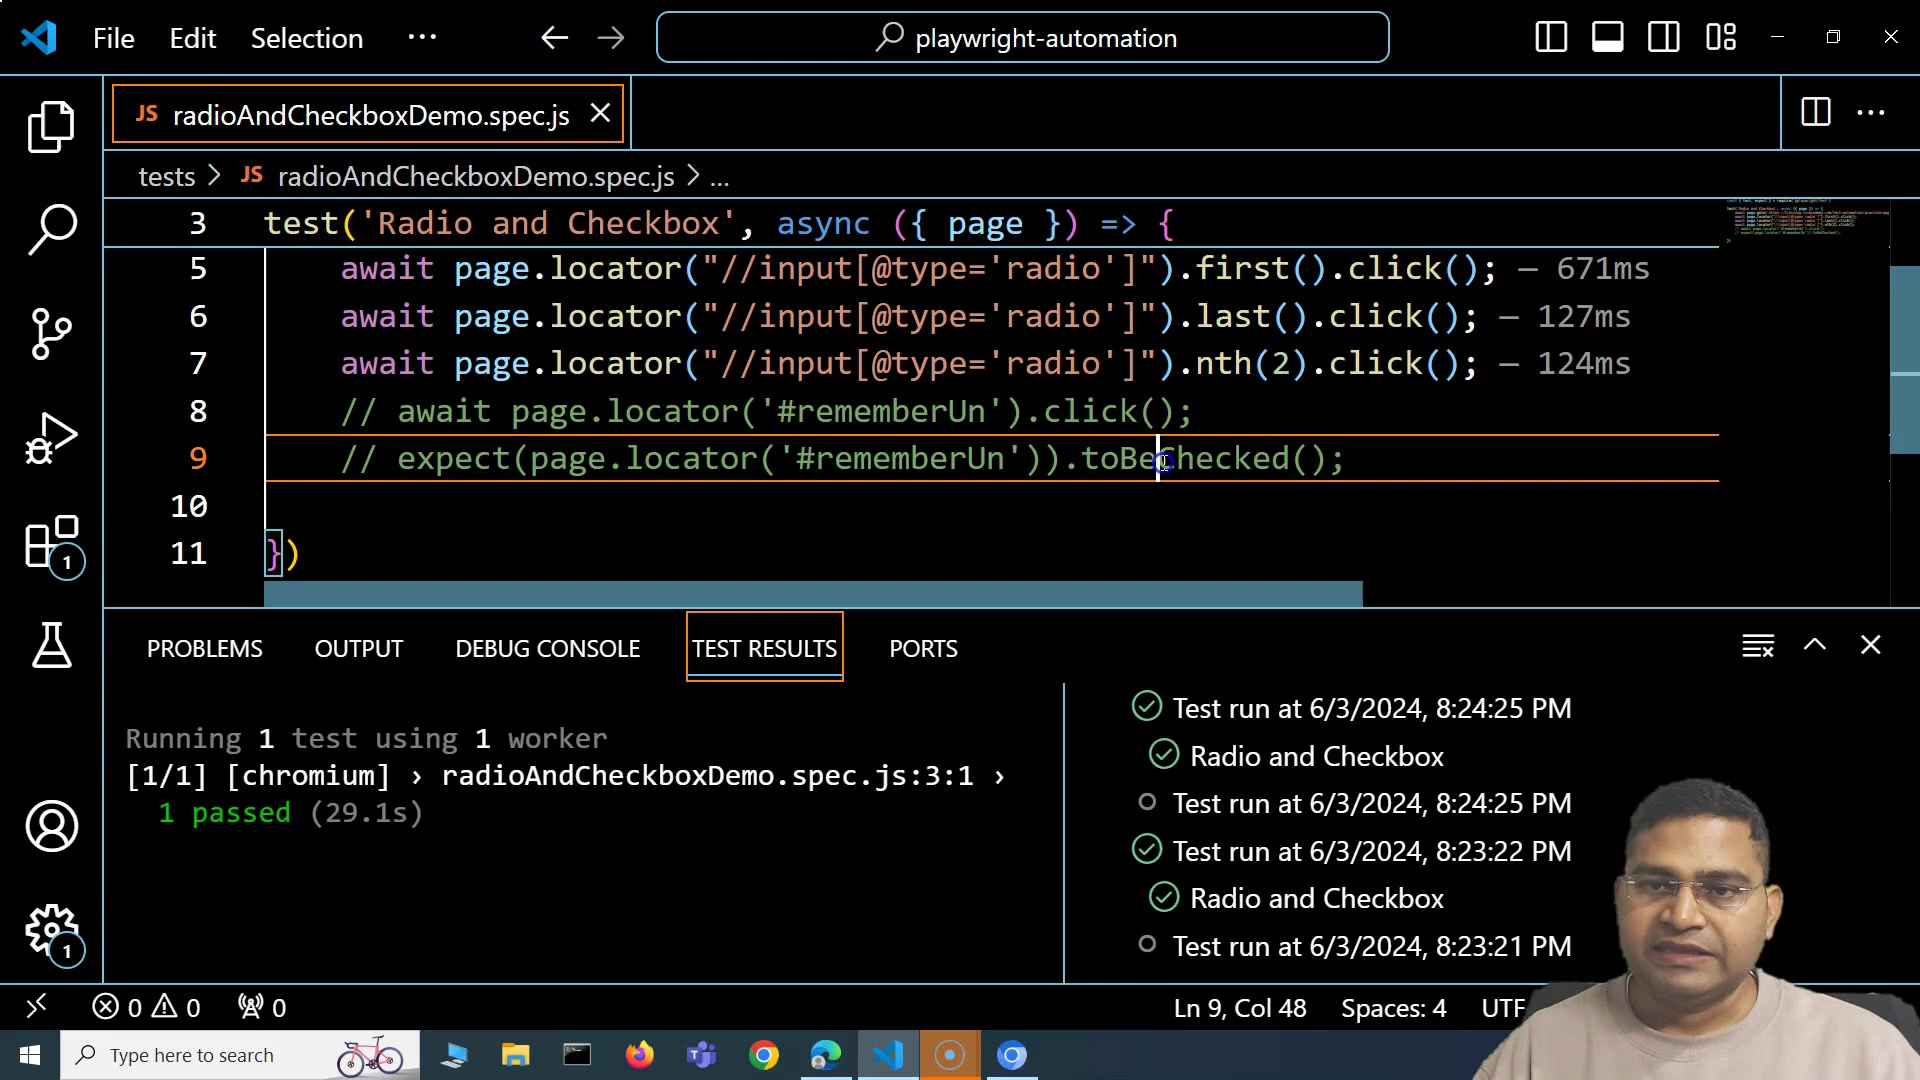 File Edit Selection ··· playwright-automation
JS radioAndCheckboxDemo.spec.js
tests > JS radioAndCheckboxDemo.spec.js > ...
3 test('Radio and Checkbox', async ({ page }) => {
5 await page.locator("//input[@type='radio']").first().click(); — 671ms
6 await page.locator("//input[@type='radio']").last().click(); — 127ms
7 await page.locator("//input[@type='radio']").nth(2).click(); — 124ms
8 // await page.locator('#rememberUn').click();
9 // expect(page.locator('#rememberUn')).toBeChecked();
10
11 })
PROBLEMS OUTPUT DEBUG CONSOLE TEST RESULTS PORTS
Running 1 test using 1 worker
[1/1] [chromium] › radioAndCheckboxDemo.spec.js:3:1 ›
1 passed (29.1s)
Test run at 6/3/2024, 8:24:25 PM
Radio and Checkbox
Test run at 6/3/2024, 8:24:25 PM
Test run at 6/3/2024, 8:23:22 PM
Radio and Checkbox
Test run at 6/3/2024, 8:23:21 PM
1
1
0 0 0 Ln 9, Col 48 Spaces: 4 UTF
Type here to search